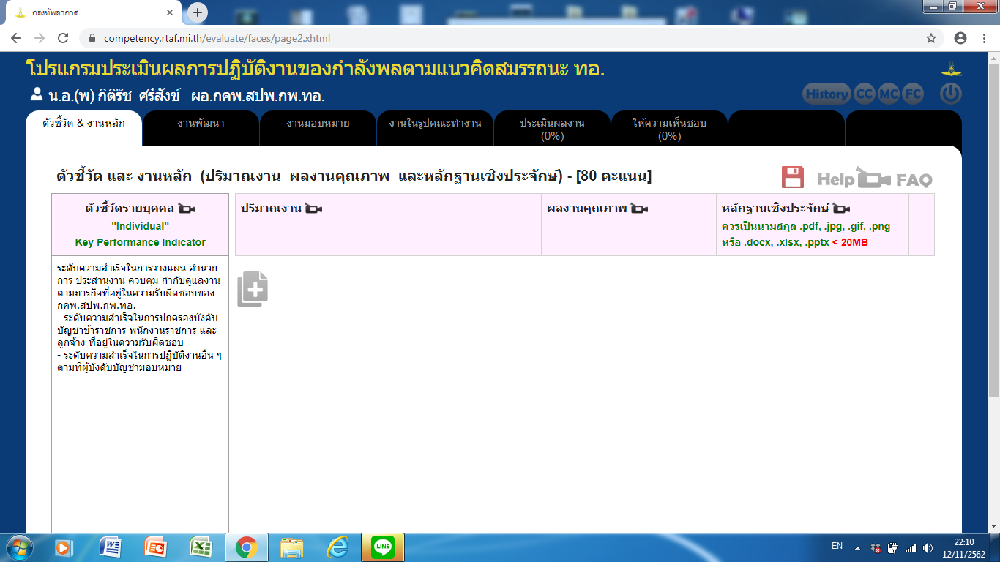 กองทัพอากาศ
competency.rtaf.mi.th/evaluate/faces/page2.xhtml
โปรแกรมประเมินผลการปฏิบัติงานของกำลังพลตามแนวคิดสมรรถนะ ทอ.
น.อ.(พ) กิติรัช ศรีสังข์ ผอ.กคพ.สปพ.กพ.ทอ.
History CC MC FC
ตัวชี้วัด & งานหลัก
งานพัฒนา
งานมอบหมาย
งานในรูปคณะทำงาน
ประเมินผลงาน
(0%)
ให้ความเห็นชอบ
(0%)
ตัวชี้วัด และ งานหลัก (ปริมาณงาน ผลงานคุณภาพ และหลักฐานเชิงประจักษ์) - [80 คะแนน]
Help FAQ
ตัวชี้วัดรายบุคคล
"Individual"
Key Performance Indicator
ปริมาณงาน
ผลงานคุณภาพ
หลักฐานเชิงประจักษ์
ควรเป็นนามสกุล .pdf, .jpg, .gif, .png
หรือ .docx, .xlsx, .pptx < 20MB
ระดับความสำเร็จในการวางแผน อำนวย
การ ประสานงาน ควบคุม กำกับดูแลงาน
ตามภารกิจที่อยู่ในความรับผิดชอบของ
กคพ.สปพ.กพ.ทอ.
- ระดับความสำเร็จในการปกครองบังคับ
บัญชาข้าราชการ พนักงานราชการ และ
ลูกจ้าง ที่อยู่ในความรับผิดชอบ
- ระดับความสำเร็จในการปฏิบัติงานอื่น ๆ
ตามที่ผู้บังคับบัญชามอบหมาย
LINE
EN
22:10
12/11/2562